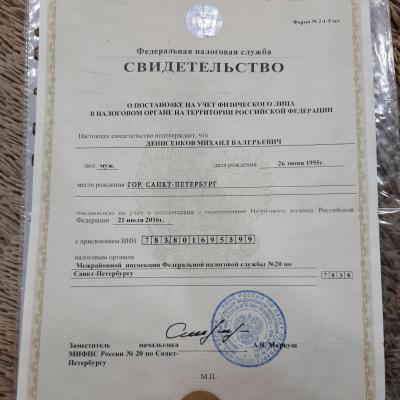 Форма № 2-1-Учет
Федеральная налоговая служба
СВИДЕТЕЛЬСТВО
О ПОСТАНОВКЕ НА УЧЕТ ФИЗИЧЕСКОГО ЛИЦА
В НАЛОГОВОМ ОРГАНЕ НА ТЕРРИТОРИИ РОССИЙСКОЙ ФЕДЕРАЦИИ
Настоящее свидетельство подтверждает, что
ДЕНИСЕНКОВ МИХАИЛ ВАЛЕРЬЕВИЧ
пол муж. дата рождения 26 июня 1995г.
место рождения ГОР. САНКТ-ПЕТЕРБУРГ
поставлен(а) на учет в соответствии с положениями Налогового кодекса Российской
Федерации 21 июля 2016г.
с присвоением ИНН 783801695399
налоговым органом
Межрайонной инспекции Федеральной налоговой службы №20 по
Санкт-Петербургу 7838
Заместитель начальника А.В. Меркуш
МИФНС России № 20 по Санкт-
Петербургу
М.П.